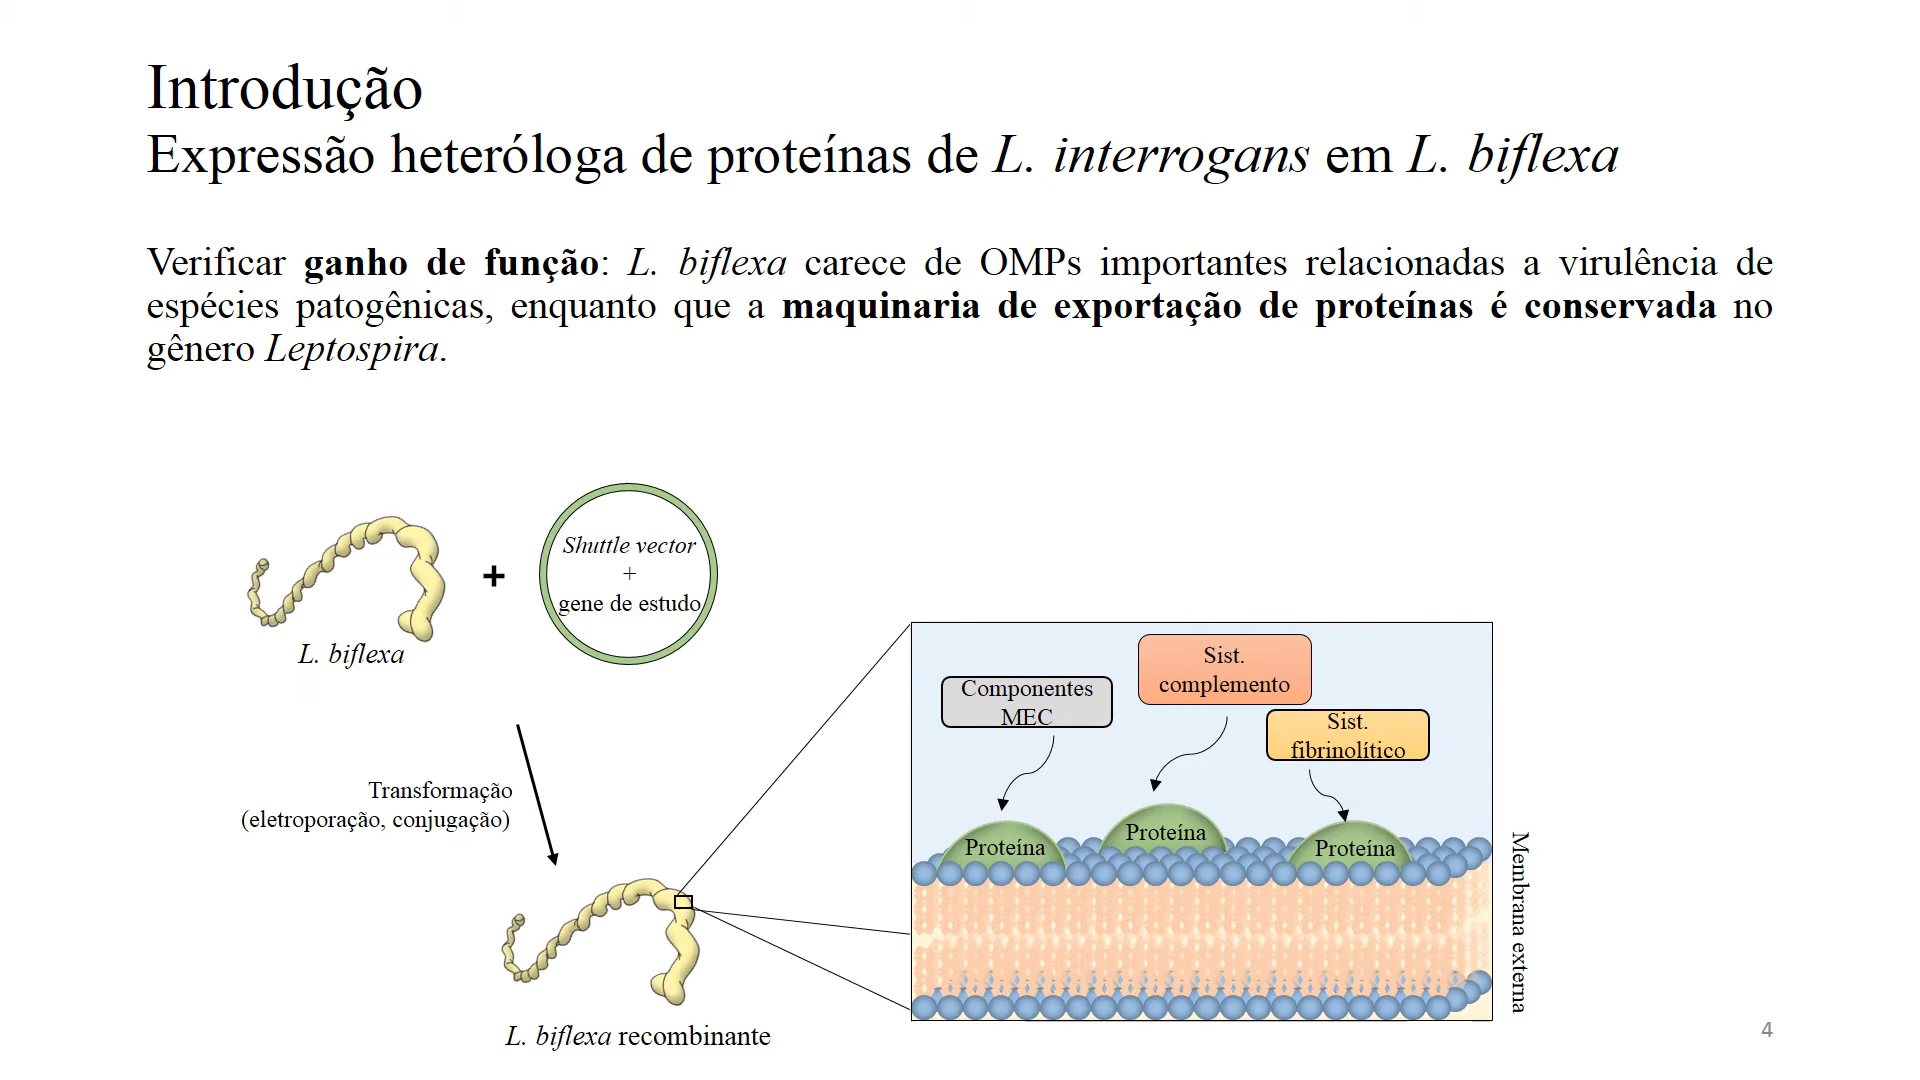 Introdução
Expressão heteróloga de proteínas de L. interrogans em L. biflexa
Verificar ganho de função: L. biflexa carece de OMPs importantes relacionadas a virulência de
espécies patogênicas, enquanto que a maquinaria de exportação de proteínas é conservada no
gênero Leptospira.
L. biflexa
+
Shuttle vector
+
gene de estudo
Transformação
(eletroporação, conjugação)
L. biflexa recombinante
Componentes
MEC
Sist.
complemento
Sist.
fibrinolítico
Proteína
Proteína
Proteína
Membrana externa
4